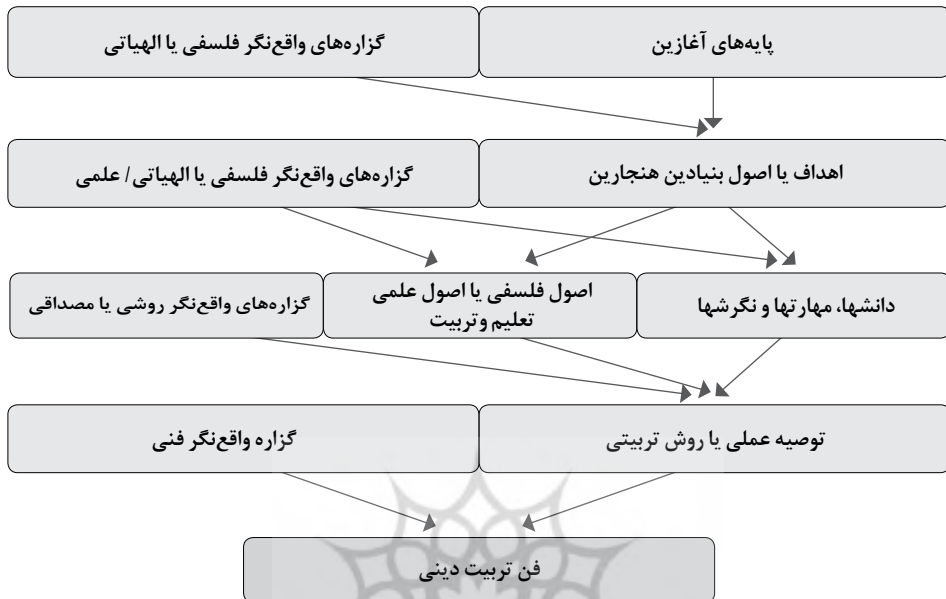 پایه‌های آغازین
گزاره‌های واقع‌نگر فلسفی یا الهیاتی
اهداف یا اصول بنیادین هنجارین
گزاره‌های واقع‌نگر فلسفی یا الهیاتی/ علمی
دانشها، مهارتها و نگرشها
اصول فلسفی یا اصول علمی
تعلیم وتربیت
گزاره‌های واقع‌نگر روشی یا مصداقی
توصیه عملی یا روش تربیتی
گزاره واقع‌نگر فنی
فن تربیت دینی